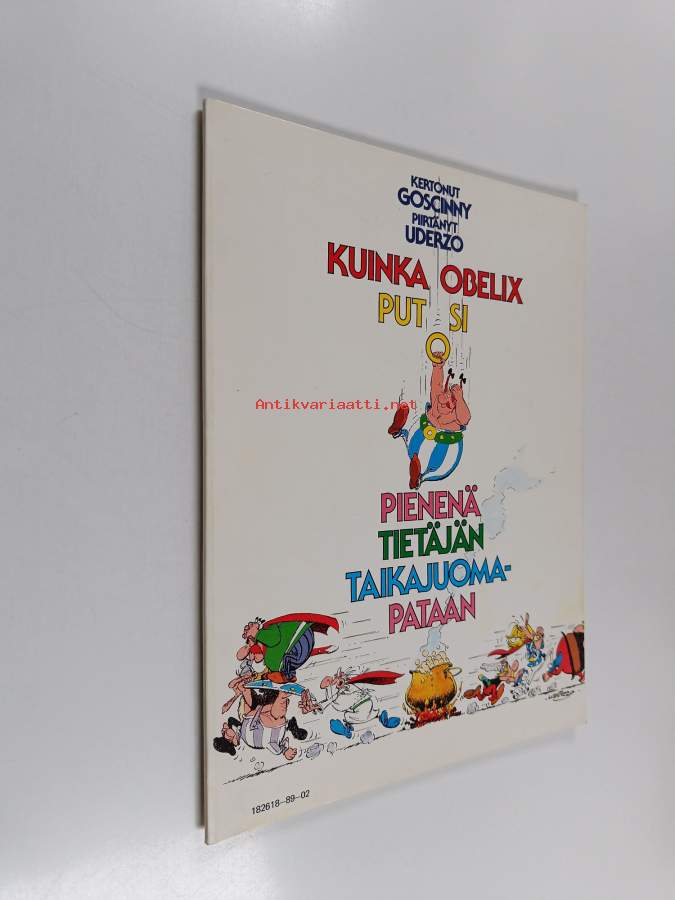 KERTONUT
GOSCINNY
PIIRTÄNYT
UDERZO
KUINKA OBELIX
PUTOSI
Antikvariaatti.net
PIENENÄ
TIETÄJÄN
TAIKAJUOMA-
PATAAN
182618-89-02